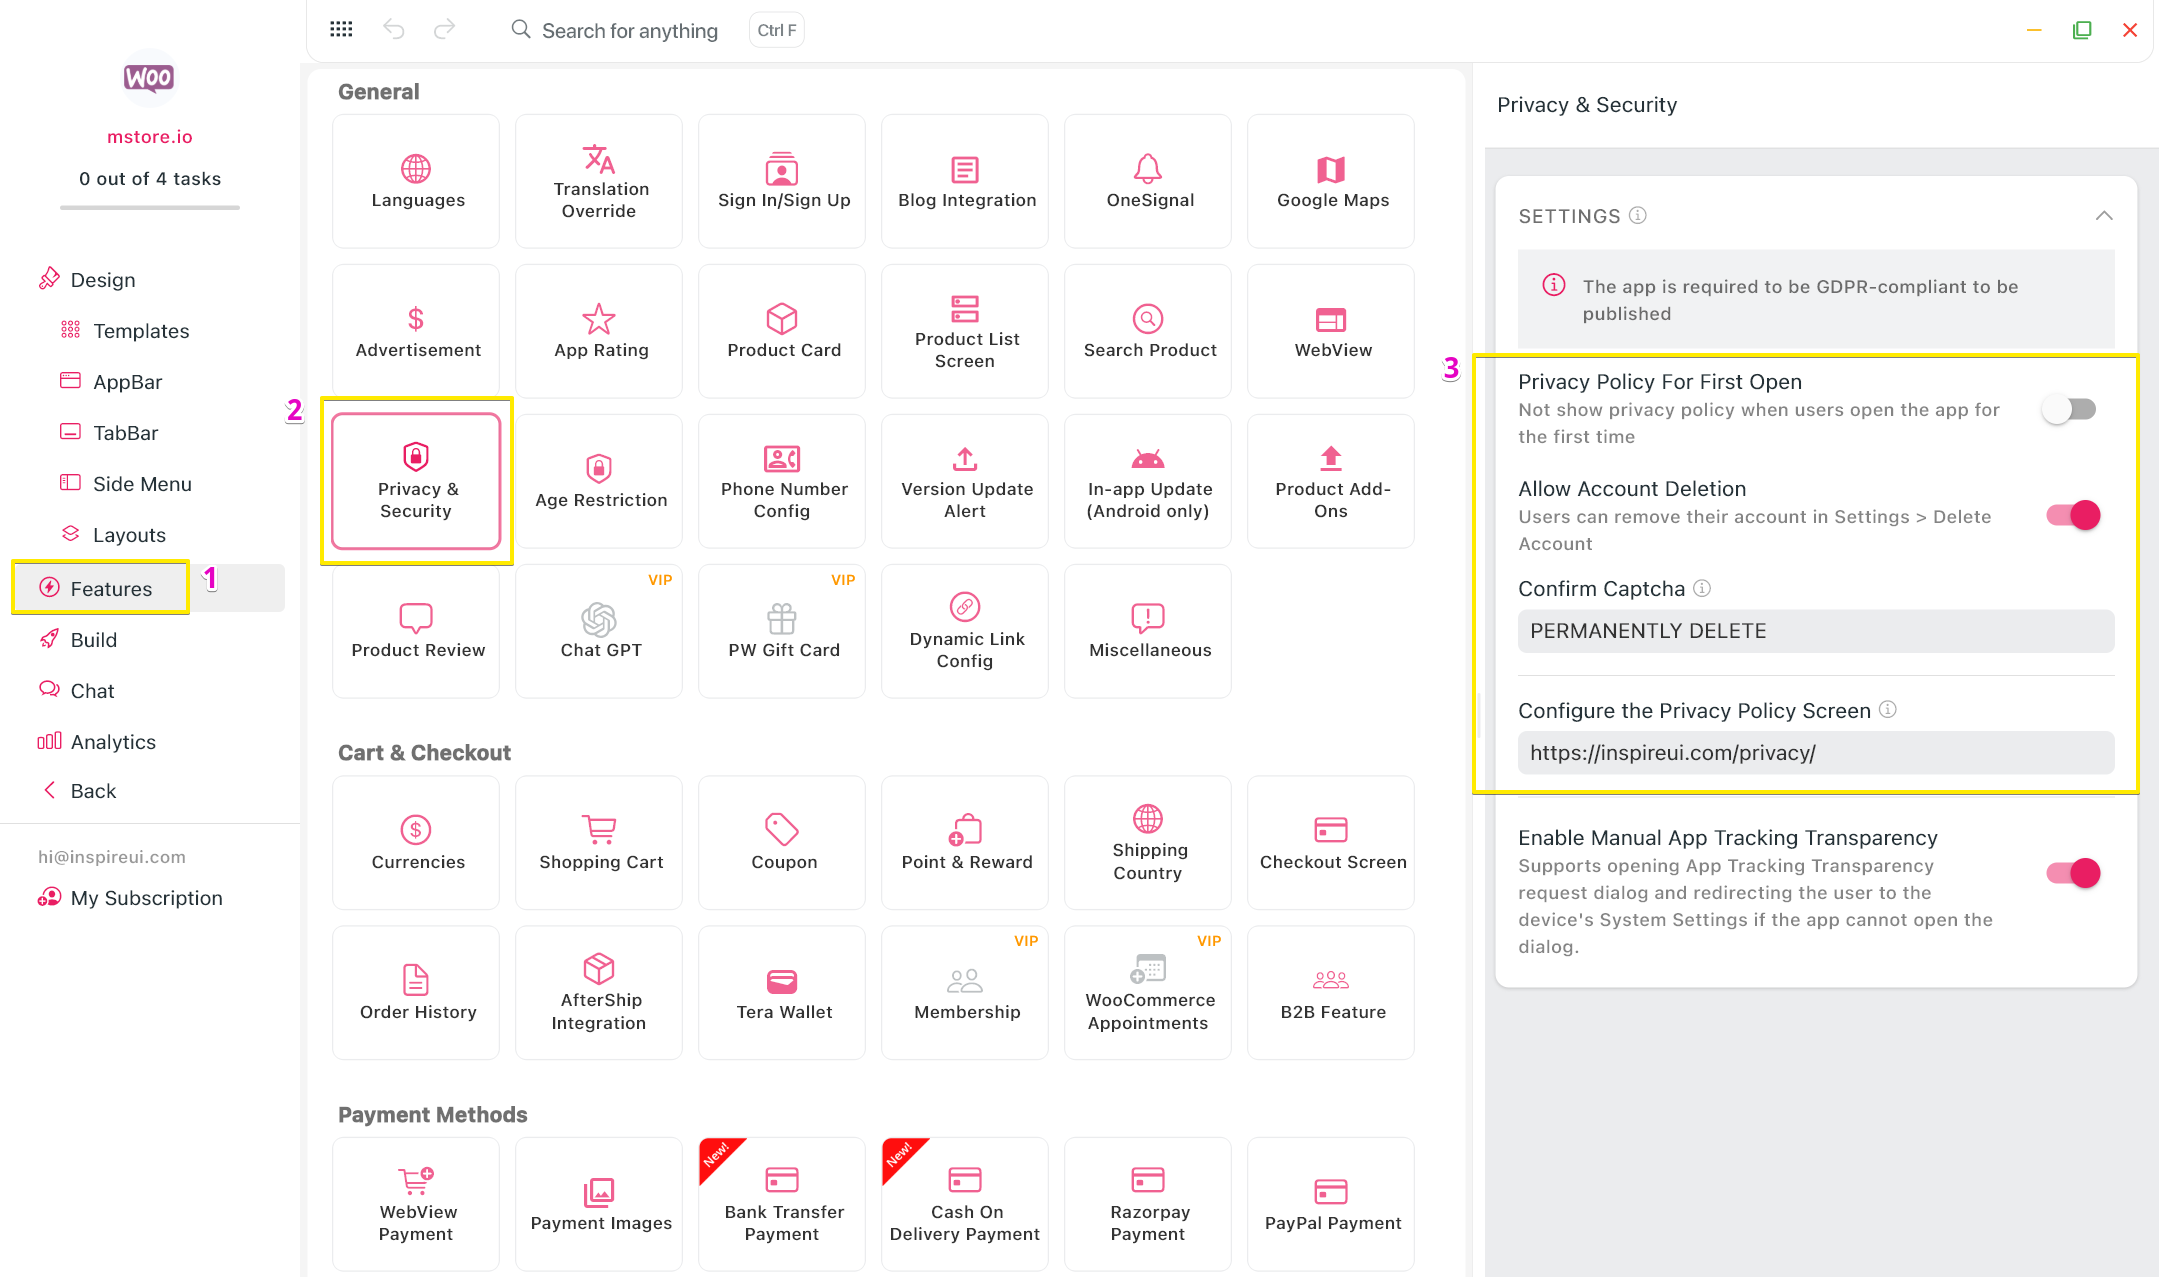 Search for anything
Ctrl F
WOO
mstore.io
0 out of 4 tasks
Design
Templates
AppBar
TabBar
Side Menu
Layouts
Features
1
Build
Chat
Analytics
Back
hi@inspireui.com
My Subscription
General
Languages
Translation
Override
Sign In/Sign Up
Blog Integration
OneSignal
Google Maps
Advertisement
App Rating
Product Card
Product List
Screen
Search Product
WebView
2
Privacy &
Security
Age Restriction
Phone Number
Config
Version Update
Alert
In-app Update
(Android only)
Product Add-
Ons
Product Review
VIP
Chat GPT
VIP
PW Gift Card
Dynamic Link
Config
Miscellaneous
Cart & Checkout
Currencies
Shopping Cart
Coupon
Point & Reward
Shipping
Country
Checkout Screen
Order History
AfterShip
Integration
Tera Wallet
VIP
Membership
VIP
WooCommerce
Appointments
B2B Feature
Payment Methods
WebView
Payment
Payment Images
New!
Bank Transfer
Payment
New!
Cash On
Delivery Payment
Razorpay
Payment
PayPal Payment
Privacy & Security
SETTINGS
The app is required to be GDPR-compliant to be
published
3
Privacy Policy For First Open
Not show privacy policy when users open the app for
the first time
Allow Account Deletion
Users can remove their account in Settings > Delete
Account
Confirm Captcha
PERMANENTLY DELETE
Configure the Privacy Policy Screen
https://inspireui.com/privacy/
Enable Manual App Tracking Transparency
Supports opening App Tracking Transparency
request dialog and redirecting the user to the
device's System Settings if the app cannot open the
dialog.